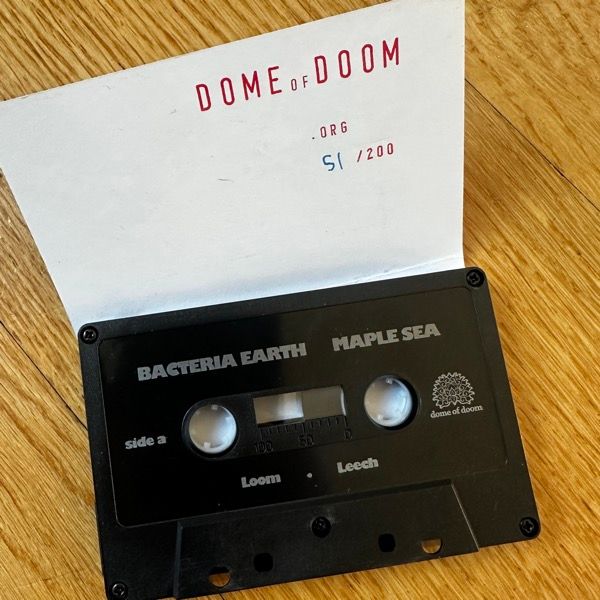 DOME OF DOOM
.ORG
51 /200
BACTERIA EARTH MAPLE SEA
dome of doom
side a
100 50 0
Loom • Leech